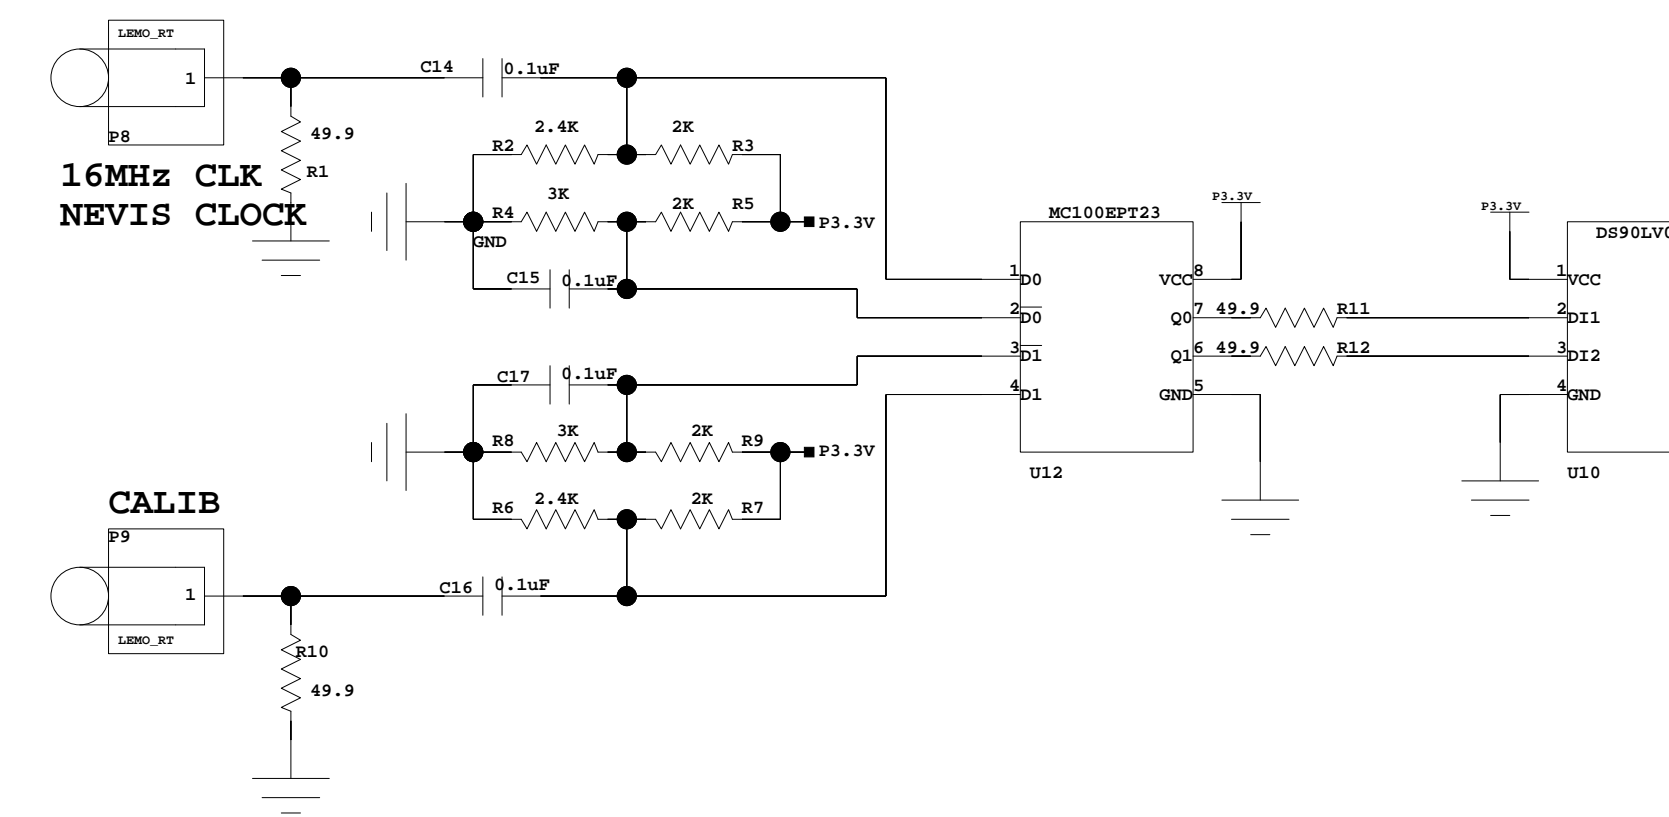 LEMO_RT
1
P8
16MHz CLK
NEVIS CLOCK
49.9
R1
C14 0.1uF
2.4K 2K
R2 R3
3K 2K
R4 R5
GND
P3.3V
C15 0.1uF
C17 0.1uF
3K 2K
R8 R9
P3.3V
2.4K 2K
R6 R7
CALIB
P9
1
LEMO_RT
C16 0.1uF
R10
49.9
MC100EPT23
P3.3V
1 D0 VCC 8
2 D0 Q0 7 49.9 R11
3 D1 Q1 6 49.9 R12
4 D1 GND 5
U12
P3.3V
DS90LV0
1 VCC
2 DI1
3 DI2
4 GND
U10